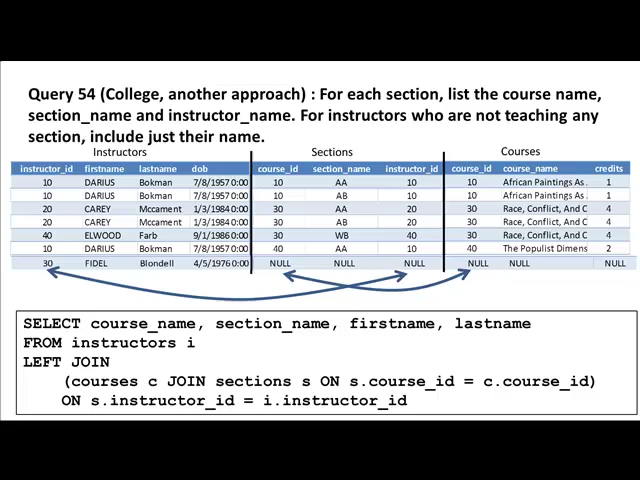 Query 54 (College, another approach) : For each section, list the course name,
section_name and instructor_name. For instructors who are not teaching any
section, include just their name.
Instructors Sections Courses
instructor_id firstname lastname dob course_id section_name instructor_id course_id course_name credits
10 DARIUS Bokman 7/8/1957 0:00 10 AA 10 10 African Paintings As. 1
10 DARIUS Bokman 7/8/1957 0:00 10 AB 10 10 African Paintings As. 1
20 CAREY Mccament 1/3/1984 0:00 30 AA 20 30 Race, Conflict, And C 4
20 CAREY Mccament 1/3/1984 0:00 30 AB 20 30 Race, Conflict, And C 4
40 ELWOOD Farb 9/1/1986 0:00 30 WB 40 30 Race, Conflict, And C 4
10 DARIUS Bokman 7/8/1957 0:00 40 AA 10 40 The Populist Dimens 2
30 FIDEL Blondell 4/5/1976 0:00 NULL NULL NULL NULL NULL NULL
SELECT course_name, section_name, firstname, lastname
FROM instructors i
LEFT JOIN
(courses c JOIN sections s ON s.course_id = c.course_id)
ON s.instructor_id = i.instructor_id